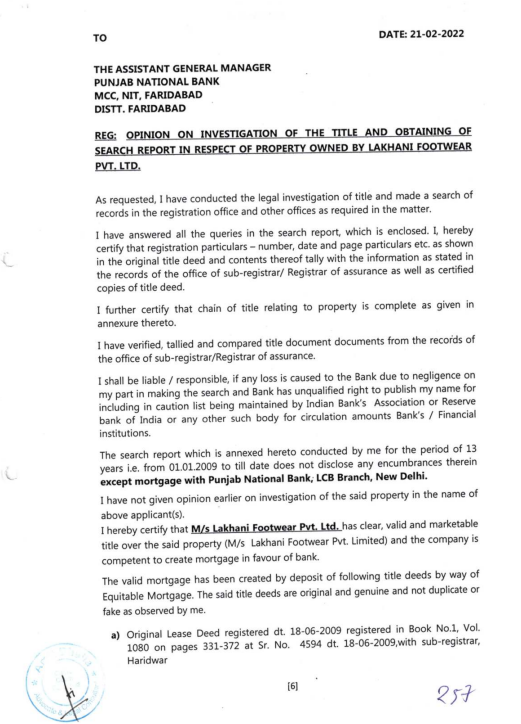 TO
DATE: 21-02-2022
THE ASSISTANT GENERAL MANAGER
PUNJAB NATIONAL BANK
MCC, NIT, FARIDABAD
DISTT. FARIDABAD
REG: OPINION ON INVESTIGATION OF THE TITLE AND OBTAINING OF
SEARCH REPORT IN RESPECT OF PROPERTY OWNED BY LAKHANI FOOTWEAR
PVT. LTD.
As requested, I have conducted the legal investigation of title and made a search of
records in the registration office and other offices as required in the matter.
I have answered all the queries in the search report, which is enclosed. I, hereby
certify that registration particulars – number, date and page particulars etc. as shown
in the original title deed and contents thereof tally with the information as stated in
the records of the office of sub-registrar/ Registrar of assurance as well as certified
copies of title deed.
I further certify that chain of title relating to property is complete as given in
annexure thereto.
I have verified, tallied and compared title document documents from the records of
the office of sub-registrar/Registrar of assurance.
I shall be liable / responsible, if any loss is caused to the Bank due to negligence on
my part in making the search and Bank has unqualified right to publish my name for
including in caution list being maintained by Indian Bank's Association or Reserve
bank of India or any other such body for circulation amounts Bank's / Financial
institutions.
The search report which is annexed hereto conducted by me for the period of 13
years i.e. from 01.01.2009 to till date does not disclose any encumbrances therein
except mortgage with Punjab National Bank, LCB Branch, New Delhi.
I have not given opinion earlier on investigation of the said property in the name of
above applicant(s).
I hereby certify that M/s Lakhani Footwear Pvt. Ltd. has clear, valid and marketable
title over the said property (M/s Lakhani Footwear Pvt. Limited) and the company is
competent to create mortgage in favour of bank.
The valid mortgage has been created by deposit of following title deeds by way of
Equitable Mortgage. The said title deeds are original and genuine and not duplicate or
fake as observed by me.
a) Original Lease Deed registered dt. 18-06-2009 registered in Book No.1, Vol.
1080 on pages 331-372 at Sr. No. 4594 dt. 18-06-2009,with sub-registrar,
Haridwar
[6]
257